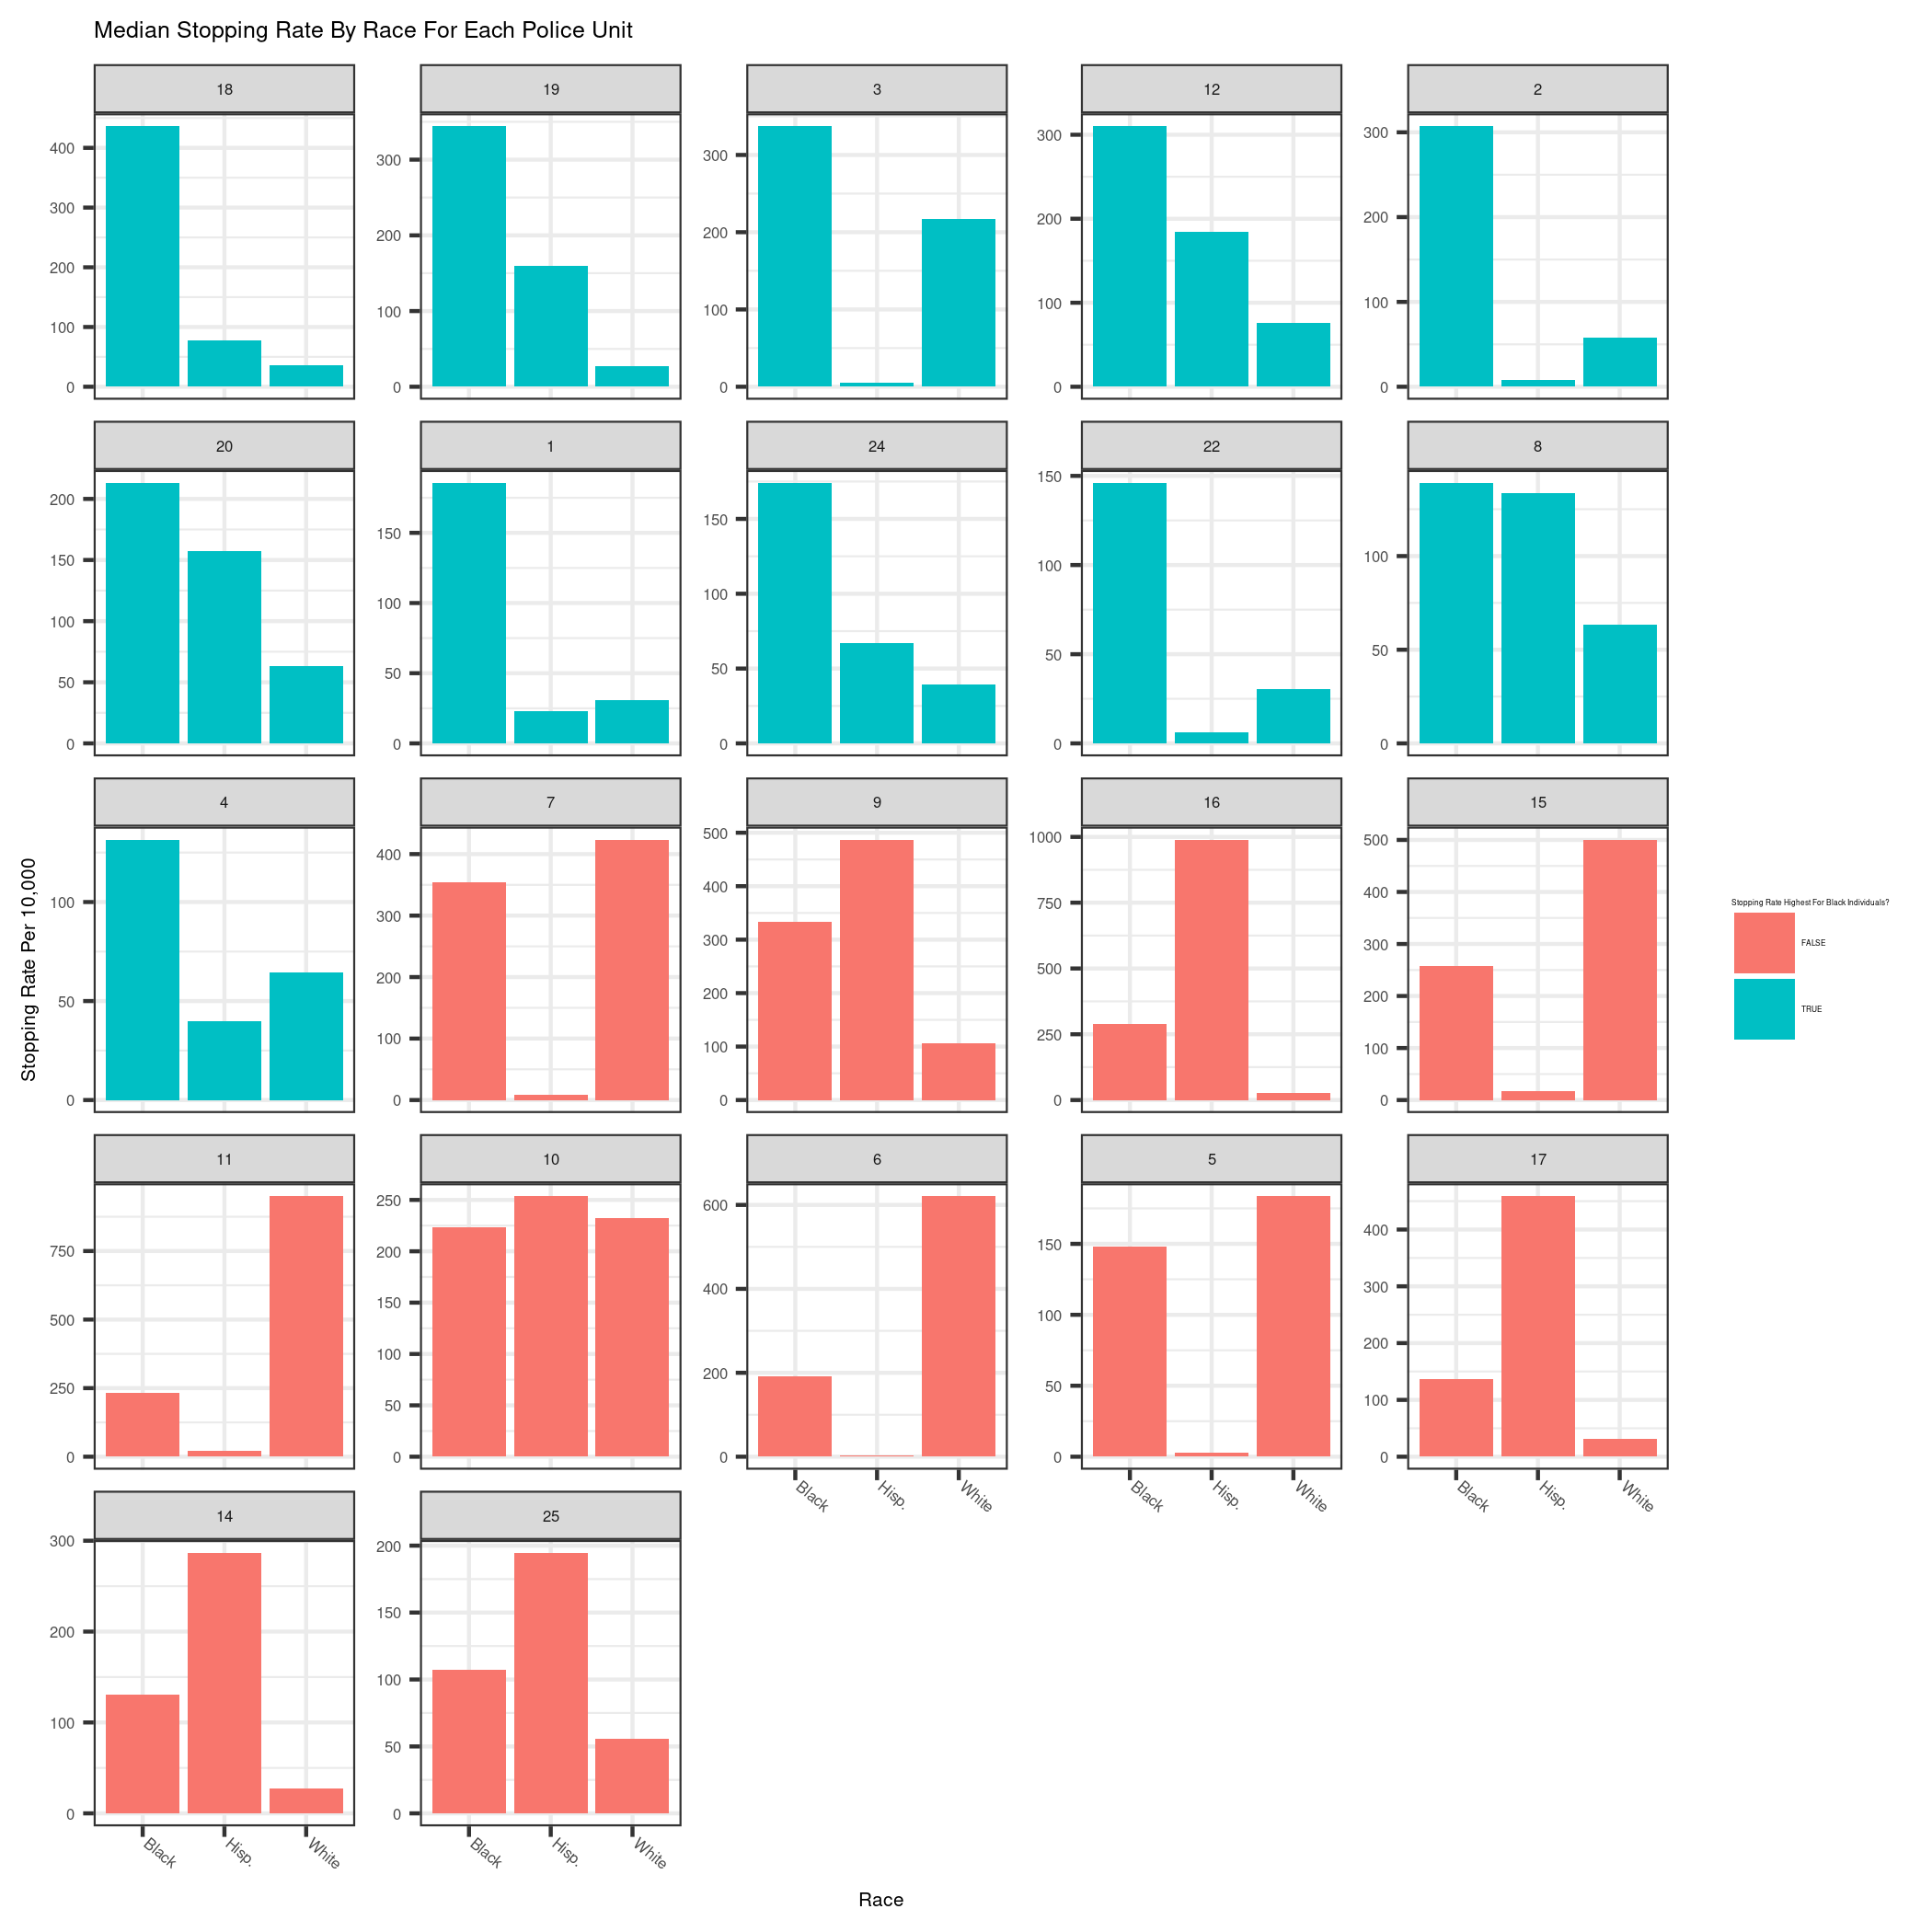 Median Stopping Rate By Race For Each Police Unit
18 19 3 12 2
400 300 200 100 0
300 200 100 0
300 200 100 0
300 200 100 0
300 200 100 0
20 1 24 22 8
200 150 100 50 0
150 100 50 0
150 100 50 0
150 100 50 0
100 50 0
4 7 9 16 15
100 50 0
400 300 200 100 0
500 400 300 200 100 0
1000 750 500 250 0
500 400 300 200 100 0
11 10 6 5 17
750 500 250 0
250 200 150 100 50 0
600 400 200 0
150 100 50 0
400 300 200 100 0
Black Hisp. White
Black Hisp. White
Black Hisp. White
14 25
300 200 100 0
200 150 100 50 0
Black Hisp. White
Black Hisp. White
Race
Stopping Rate Per 10,000
Stopping Rate Highest For Black Individuals?
FALSE
TRUE